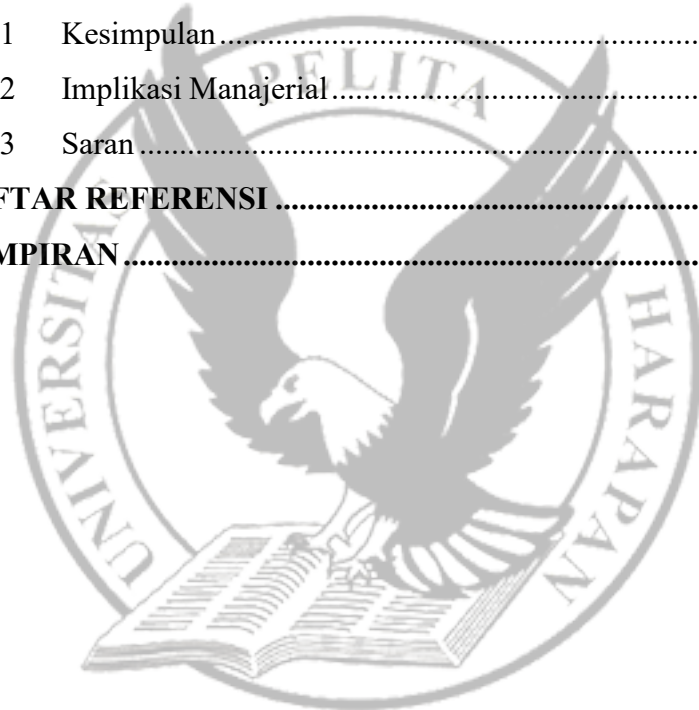 1 Kesimpulan........................................................
2 Implikasi Manajerial..........................................
3 Saran..................................................................
FTAR REFERENSI.....................................................
MPIRAN........................................................................
UNIVERSITAS PELITA HARAPAN